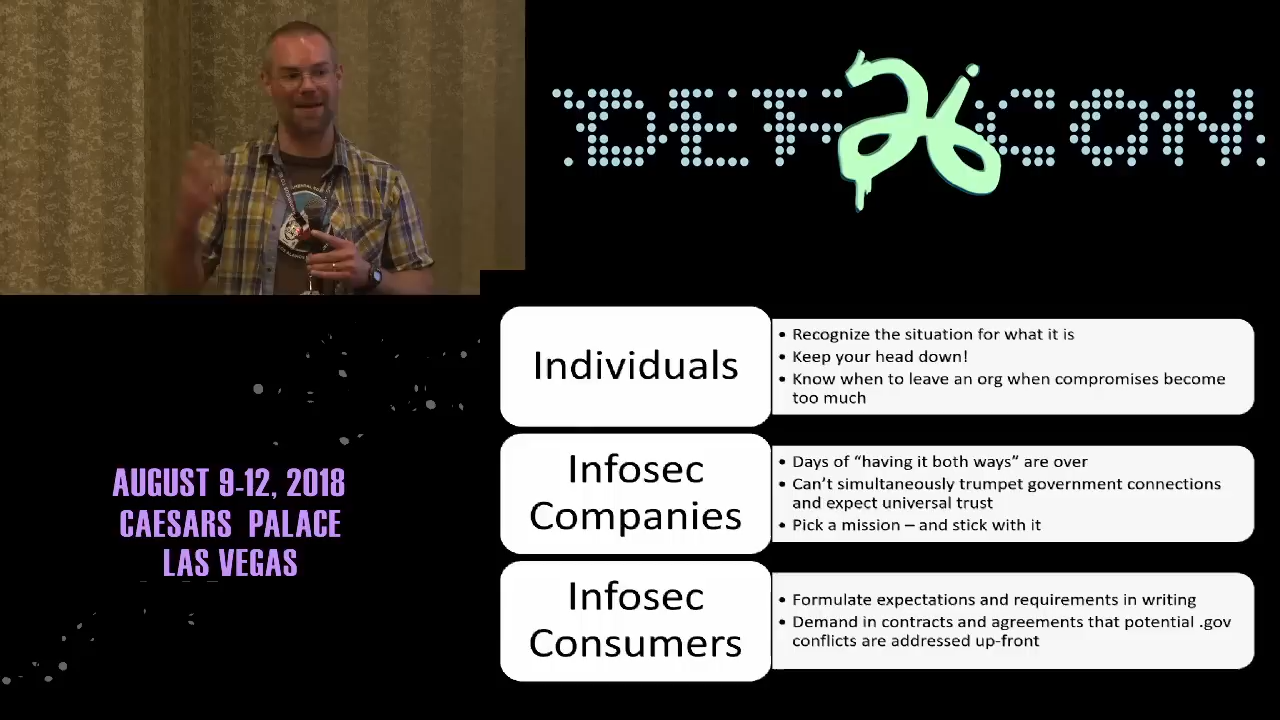 DEF 26 CON
Individuals
• Recognize the situation for what it is
• Keep your head down!
• Know when to leave an org when compromises become
too much
Infosec
Companies
• Days of “having it both ways” are over
• Can’t simultaneously trumpet government connections
and expect universal trust
• Pick a mission – and stick with it
Infosec
Consumers
• Formulate expectations and requirements in writing
• Demand in contracts and agreements that potential .gov
conflicts are addressed up-front
AUGUST 9-12, 2018
CAESARS PALACE
LAS VEGAS